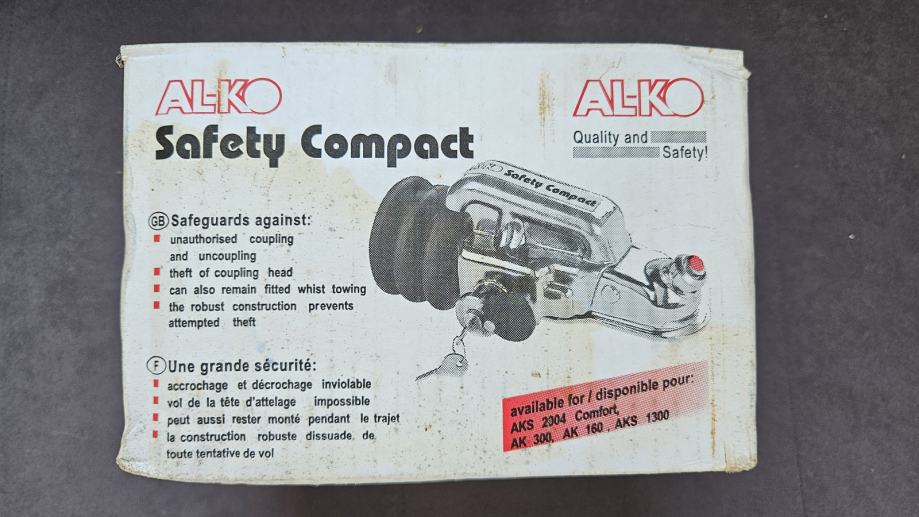 AL-KO
Safety Compact
AL-KO
Quality and
Safety!
Safety Compact
GB Safeguards against:
unauthorised coupling
and uncoupling
theft of coupling head
can also remain fitted whist towing
the robust construction prevents
attempted theft
F Une grande sécurité:
accrochage et décrochage inviolable
vol de la tête d'attelage impossible
peut aussi rester monté pendant le trajet
la construction robuste dissuade de
toute tentative de vol
available for / disponible pour:
AKS 2004 Comfort,
AK 300, AK 160 , AKS 1300